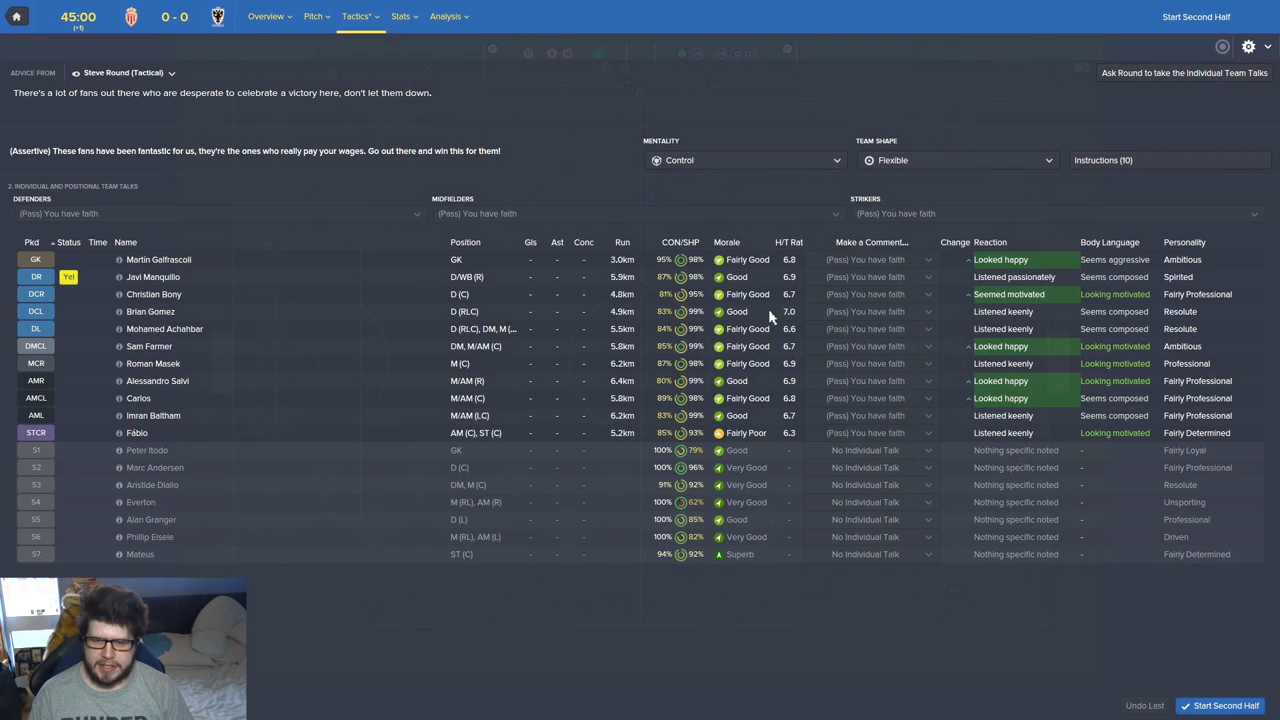 45:00
(+1)
0 - 0
Overview
Pitch
Tactics*
Stats
Analysis
Start Second Half
ADVICE FROM
Steve Round (Tactical)
Ask Round to take the Individual Team Talks
There's a lot of fans out there who are desperate to celebrate a victory here, don't let them down.
MENTALITY
TEAM SHAPE
(Assertive) These fans have been fantastic for us, they're the ones who really pay your wages. Go out there and win this for them!
Control
Flexible
Instructions (10)
2. INDIVIDUAL AND POSITIONAL TEAM TALKS
DEFENDERS
MIDFIELDERS
STRIKERS
(Pass) You have faith
(Pass) You have faith
(Pass) You have faith
Pkd Status Time Name Position Gls Ast Conc Run CON/SHP Morale H/T Rat Make a Comment... Change Reaction Body Language Personality
GK Martín Galfrascoli GK - - - 3.0km 95% 98% Fairly Good 6.8 (Pass) You have faith Looked happy Seems aggressive Ambitious
DR Yel Javi Manquillo D/WB (R) - - - 5.9km 87% 98% Good 6.9 (Pass) You have faith Listened passionately Seems composed Spirited
DCR Christian Bony D (C) - - - 4.8km 81% 95% Fairly Good 6.7 (Pass) You have faith Seemed motivated Looking motivated Fairly Professional
DCL Brian Gomez D (RLC) - - - 4.9km 83% 99% Good 7.0 (Pass) You have faith Listened keenly Seems composed Resolute
DL Mohamed Achahbar D (RLC), DM, M (... - - - 5.5km 84% 99% Fairly Good 6.6 (Pass) You have faith Listened keenly Seems composed Resolute
DMCL Sam Farmer DM, M/AM (C) - - - 5.8km 85% 99% Fairly Good 6.7 (Pass) You have faith Looked happy Looking motivated Ambitious
MCR Roman Masek M (C) - - - 6.2km 87% 98% Fairly Good 6.9 (Pass) You have faith Listened keenly Looking motivated Professional
AMR Alessandro Salvi M/AM (R) - - - 6.4km 80% 99% Good 6.9 (Pass) You have faith Looked happy Looking motivated Fairly Professional
AMCL Carlos M/AM (C) - - - 5.8km 89% 98% Fairly Good 6.8 (Pass) You have faith Looked happy Seems composed Fairly Professional
AML Imran Baltham M/AM (LC) - - - 6.2km 83% 99% Good 6.7 (Pass) You have faith Listened keenly Seems composed Fairly Professional
STCR Fábio AM (C), ST (C) - - - 5.2km 85% 93% Fairly Poor 6.3 (Pass) You have faith Listened keenly Looking motivated Fairly Determined
S1 Peter Itodo GK - - - 100% 79% Good - No Individual Talk Nothing specific noted - Fairly Loyal
S2 Marc Andersen D (C) - - - 100% 96% Very Good - No Individual Talk Nothing specific noted - Fairly Professional
S3 Aristide Diallo DM, M (C) - - - 91% 92% Very Good - No Individual Talk Nothing specific noted - Resolute
S4 Everton M (RL), AM (R) - - - 100% 62% Very Good - No Individual Talk Nothing specific noted - Unsporting
S5 Alan Granger D (L) - - - 100% 85% Good - No Individual Talk Nothing specific noted - Professional
S6 Phillip Eisele M (RL), AM (L) - - - 100% 82% Very Good - No Individual Talk Nothing specific noted - Driven
S7 Mateus ST (C) - - - 94% 92% Superb - No Individual Talk Nothing specific noted - Fairly Determined
Undo Last
Start Second Half